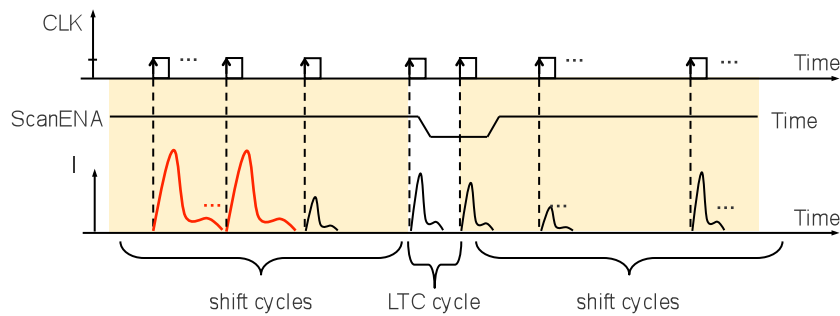 CLK
... ... ...
Time
ScanENA
Time
I
... ... ...
Time
shift cycles LTC cycle shift cycles